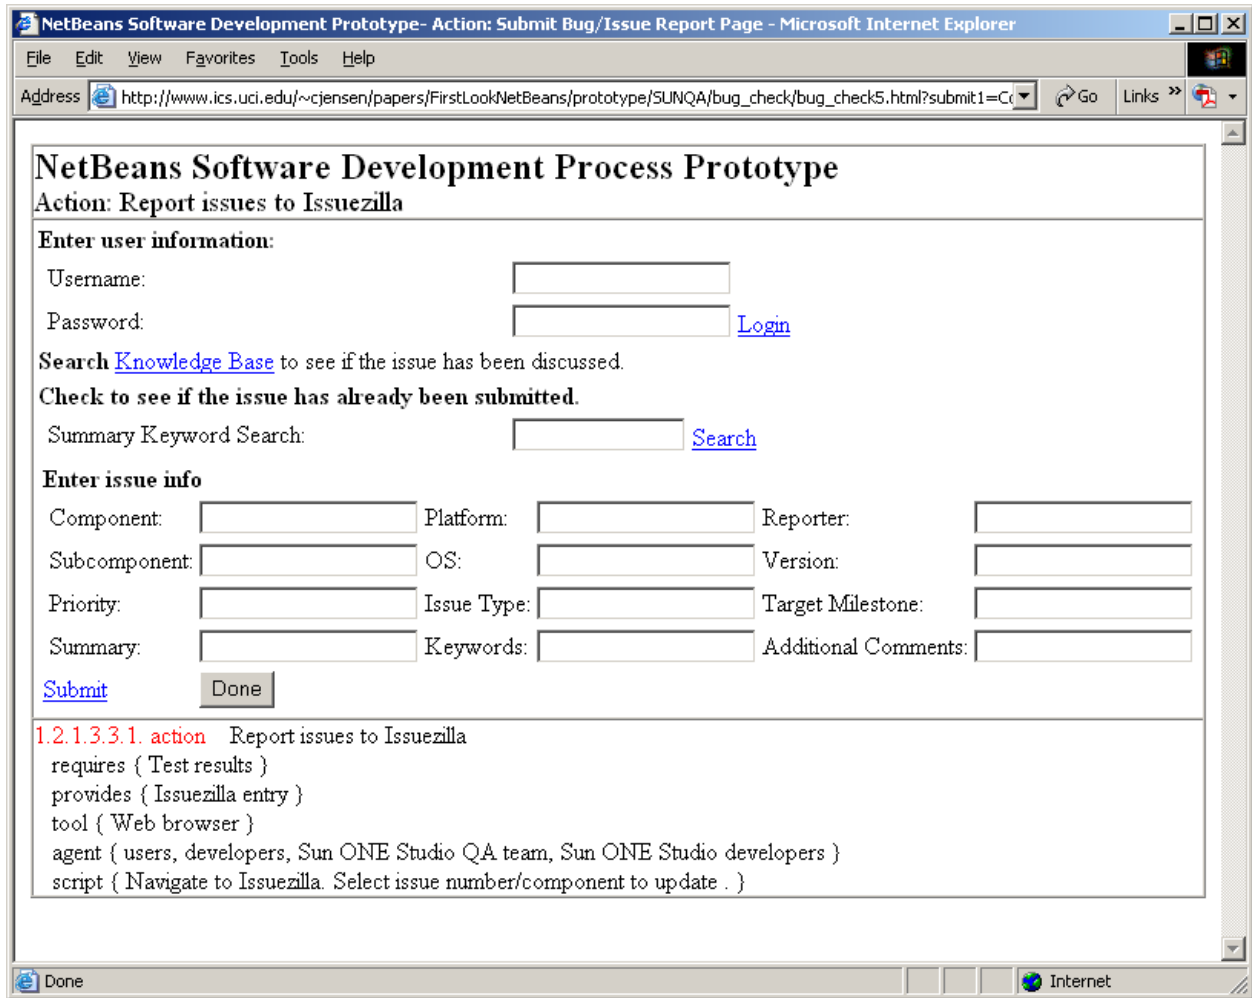 NetBeans Software Development Prototype- Action: Submit Bug/Issue Report Page - Microsoft Internet Explorer
File Edit View Favorites Tools Help
Address http://www.ics.uci.edu/~cjensen/papers/FirstLookNetBeans/prototype/SUNQA/bug_check/bug_check5.html?submit1=Co Go Links »
NetBeans Software Development Process Prototype
Action: Report issues to Issuezilla
Enter user information:
Username:
Password: Login
Search Knowledge Base to see if the issue has been discussed.
Check to see if the issue has already been submitted.
Summary Keyword Search: Search
Enter issue info
Component: Platform: Reporter:
Subcomponent: OS: Version:
Priority: Issue Type: Target Milestone:
Summary: Keywords: Additional Comments:
Submit Done
1.2.1.3.3.1. action Report issues to Issuezilla
requires { Test results }
provides { Issuezilla entry }
tool { Web browser }
agent { users, developers, Sun ONE Studio QA team, Sun ONE Studio developers }
script { Navigate to Issuezilla. Select issue number/component to update . }
Done Internet